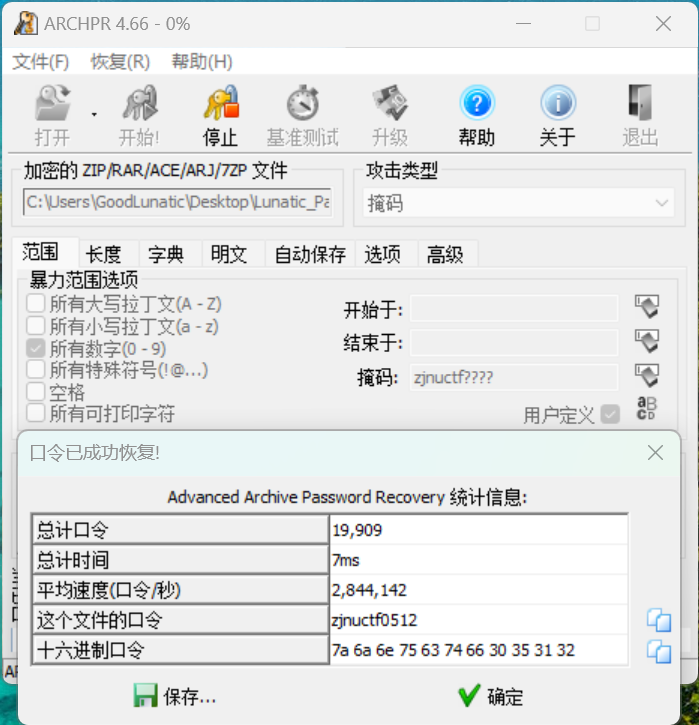 ARCHPR 4.66 - 0%
文件(F) 恢复(R) 帮助(H)
打开 开始! 停止 基准测试 升级 帮助 关于 退出
加密的 ZIP/RAR/ACE/ARJ/7ZP 文件
攻击类型
C:\Users\GoodLunatic\Desktop\Lunatic_Pa
掩码
范围 长度 字典 明文 自动保存 选项 高级
暴力范围选项
所有大写拉丁文(A - Z)
所有小写拉丁文(a - z)
所有数字(0 - 9)
所有特殊符号(!@...)
空格
所有可打印字符
开始于:
结束于:
掩码: zjnuctf????
用户定义
口令已成功恢复!
Advanced Archive Password Recovery 统计信息:
总计口令 19,909
总计时间 7ms
平均速度(口令/秒) 2,844,142
这个文件的口令 zjnuctf0512
十六进制口令 7a 6a 6e 75 63 74 66 30 35 31 32
保存... 确定